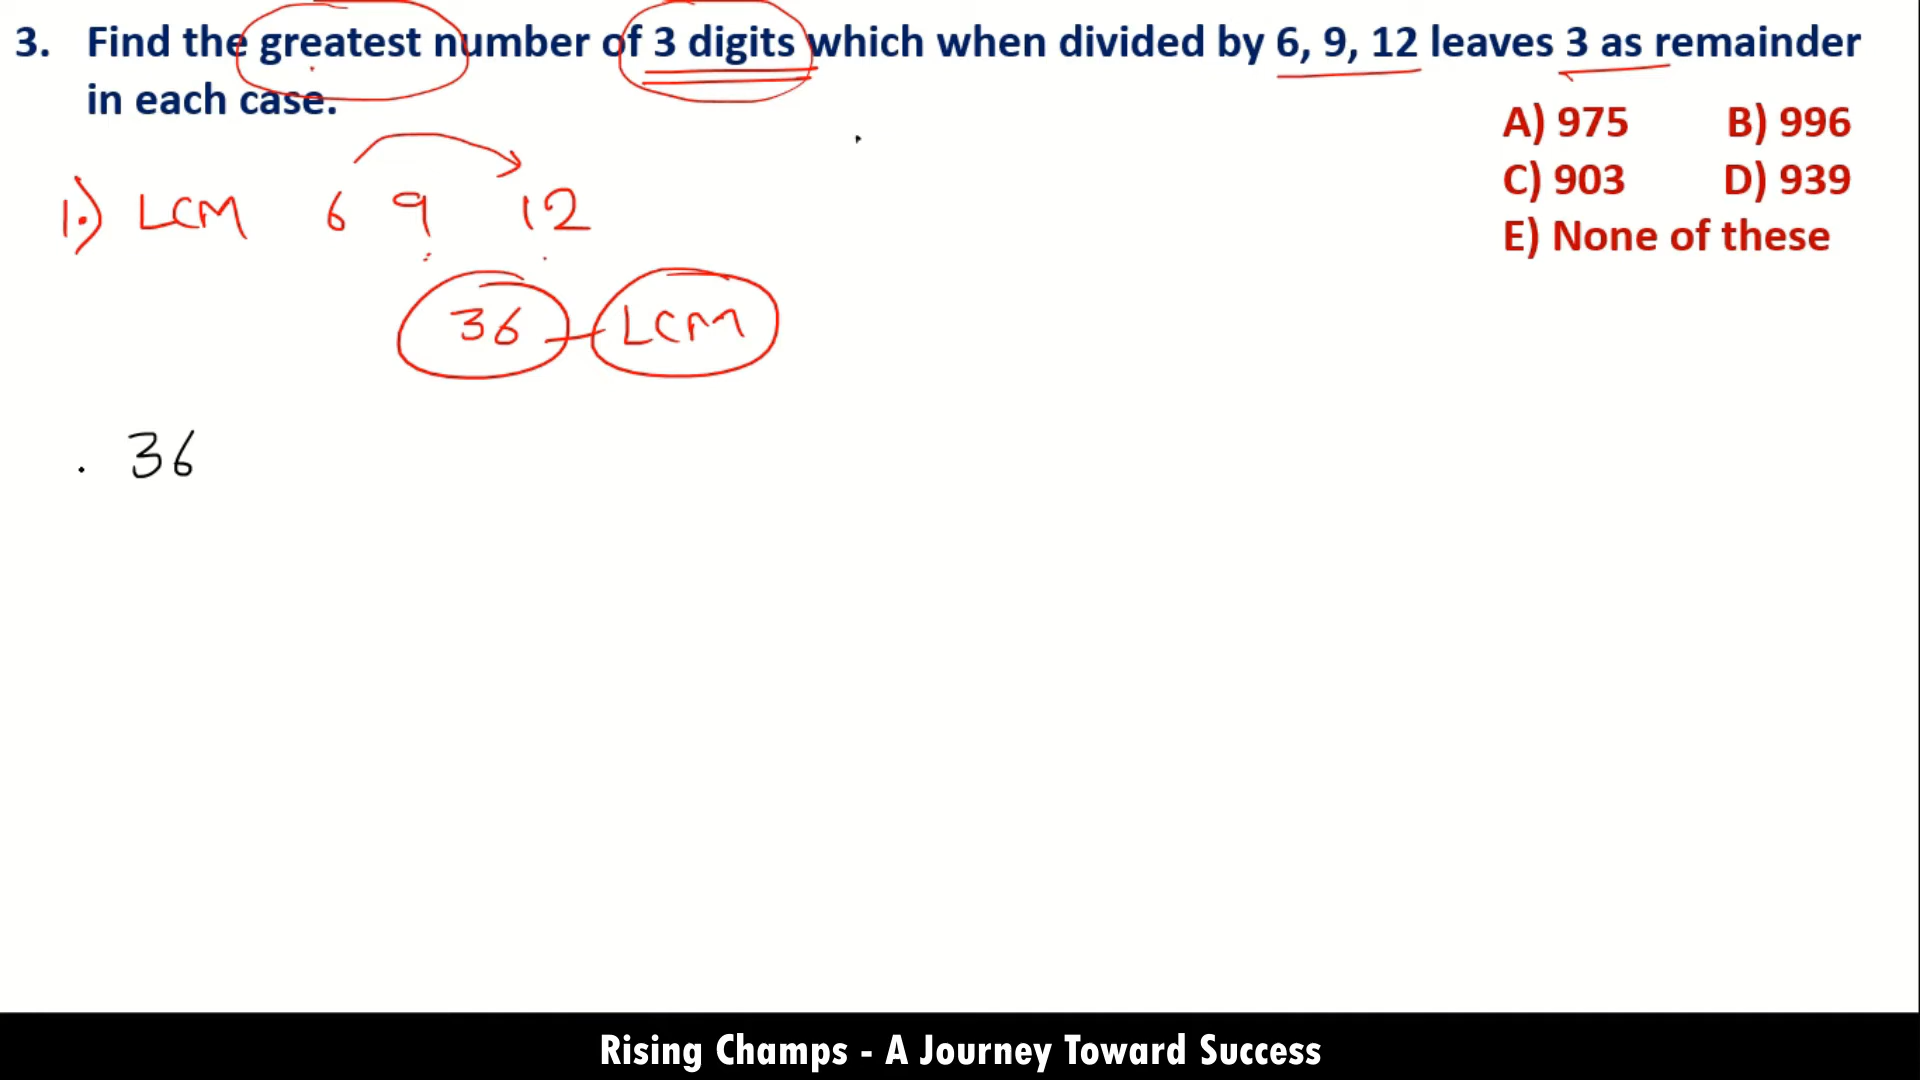 3. Find the greatest number of 3 digits which when divided by 6, 9, 12 leaves 3 as remainder
in each case.
A) 975 B) 996
C) 903 D) 939
E) None of these
1.) LCM 6 9 12
36 - LCM
. 36
Rising Champs - A Journey Toward Success